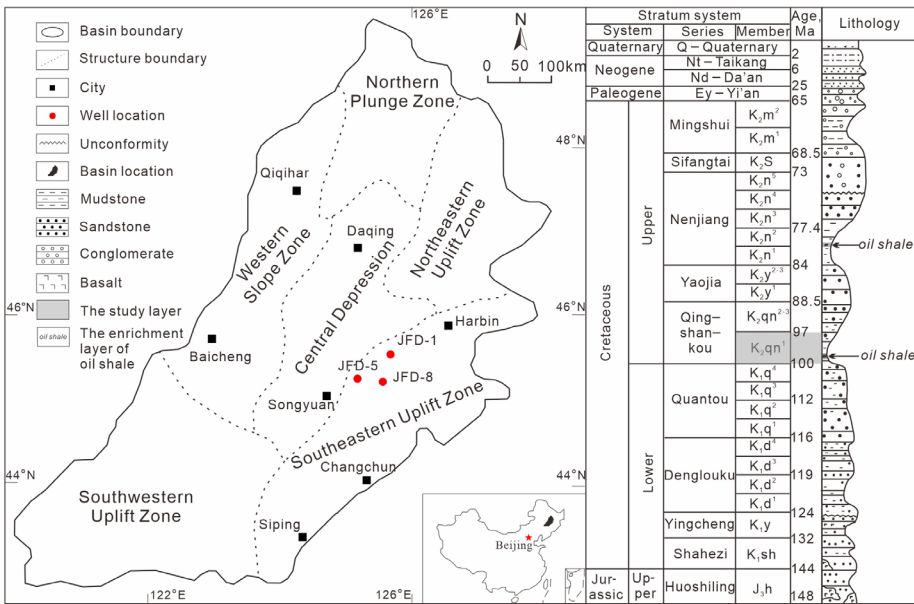 Basin boundary
Structure boundary
City
Well location
Unconformity
Basin location
Mudstone
Sandstone
Conglomerate
Basalt
The study layer
oil shale
The enrichment
layer of
oil shale
126°E
N
0 50 100km
48°N
46°N
46°N
44°N
44°N
122°E
126°E
Northern
Plunge Zone
Qiqihar
Western
Slope Zone
Daqing
Northeastern
Uplift Zone
Central Depression
Harbin
Baicheng
JFD-1
JFD-5
JFD-8
Songyuan
Southeastern Uplift Zone
Changchun
Southwestern
Uplift Zone
Siping
Beijing
Stratum system
Age,
Ma
Lithology
System
Series
Member
Quaternary
Q – Quaternary
2
Neogene
Nt – Taikang
6
Nd – Da'an
25
Paleogene
Ey – Yi'an
65
Cretaceous
Upper
Mingshui
K₂m²
K₂m¹
68.5
Sifangtai
K₂S
73
Nenjiang
K₂n⁵
K₂n⁴
K₂n³
77.4
K₂n²
oil shale
K₂n¹
84
Yaojia
K₂y²⁻³
K₂y¹
88.5
Qing–
shan–
kou
K₂qn²⁻³
97
K₂qn¹
oil shale
100
Lower
Quantou
K₁q⁴
K₁q³
112
K₁q²
K₁q¹
116
Denglouku
K₁d⁴
K₁d³
119
K₁d²
K₁d¹
124
Yingcheng
K₁y
132
Shahezi
K₁sh
144
Jur-
assic
Up-
per
Huoshiling
J₃h
148